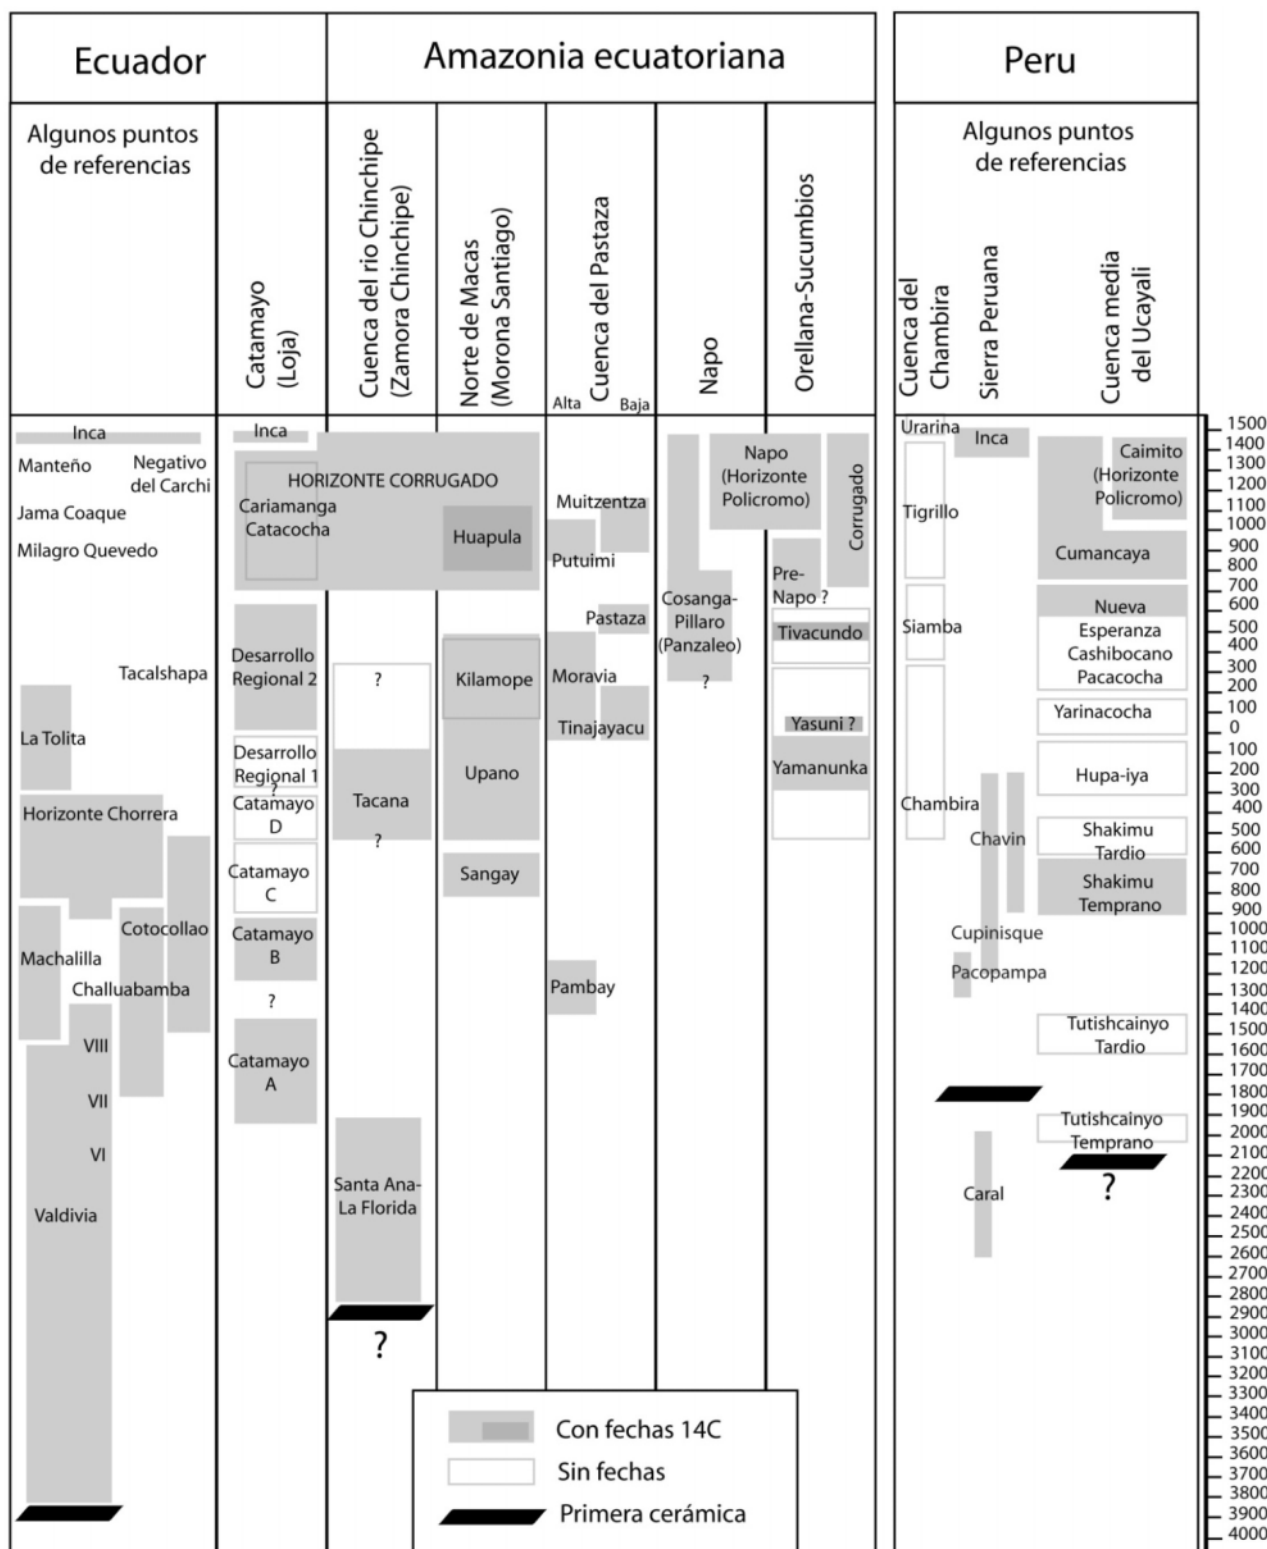 Ecuador
Amazonia ecuatoriana
Peru
Algunos puntos
de referencias
Catamayo
(Loja)
Cuenca del rio Chinchipe
(Zamora Chinchipe)
Norte de Macas
(Morona Santiago)
Cuenca del Pastaza
Alta
Baja
Napo
Orellana-Sucumbios
Algunos puntos
de referencias
Cuenca del
Chambira
Sierra Peruana
Cuenca media
del Ucayali
Inca
Manteño
Negativo
del Carchi
Jama Coaque
Milagro Quevedo
Tacalshapa
La Tolita
Horizonte Chorrera
Cotocollao
Machalilla
Challuabamba
VIII
VII
VI
Valdivia
Inca
HORIZONTE CORRUGADO
Cariamanga
Catacocha
Desarrollo
Regional 2
Desarrollo
Regional 1
?
Catamayo
D
Catamayo
C
Catamayo
B
?
Catamayo
A
?
Tacana
?
Santa Ana-
La Florida
?
Huapula
Kilamope
Upano
Sangay
Muitzentza
Putuimi
Pastaza
Moravia
Tinajayacu
Pambay
Napo
(Horizonte
Policromo)
Corrugado
Cosanga-
Pillaro
(Panzaleo)
?
Pre-
Napo ?
Tivacundo
Yasuni ?
Yamanunka
Urarina
Tigrillo
Siamba
Chambira
Inca
Chavin
Cupinisque
Pacopampa
Caral
Caimito
(Horizonte
Policromo)
Cumancaya
Nueva
Esperanza
Cashibocano
Pacacocha
Yarinacocha
Hupa-iya
Shakimu
Tardio
Shakimu
Temprano
Tutishcainyo
Tardio
Tutishcainyo
Temprano
?
1500
1400
1300
1200
1100
1000
900
800
700
600
500
400
300
200
100
0
100
200
300
400
500
600
700
800
900
1000
1100
1200
1300
1400
1500
1600
1700
1800
1900
2000
2100
2200
2300
2400
2500
2600
2700
2800
2900
3000
3100
3200
3300
3400
3500
3600
3700
3800
3900
4000
Con fechas 14C
Sin fechas
Primera cerámica